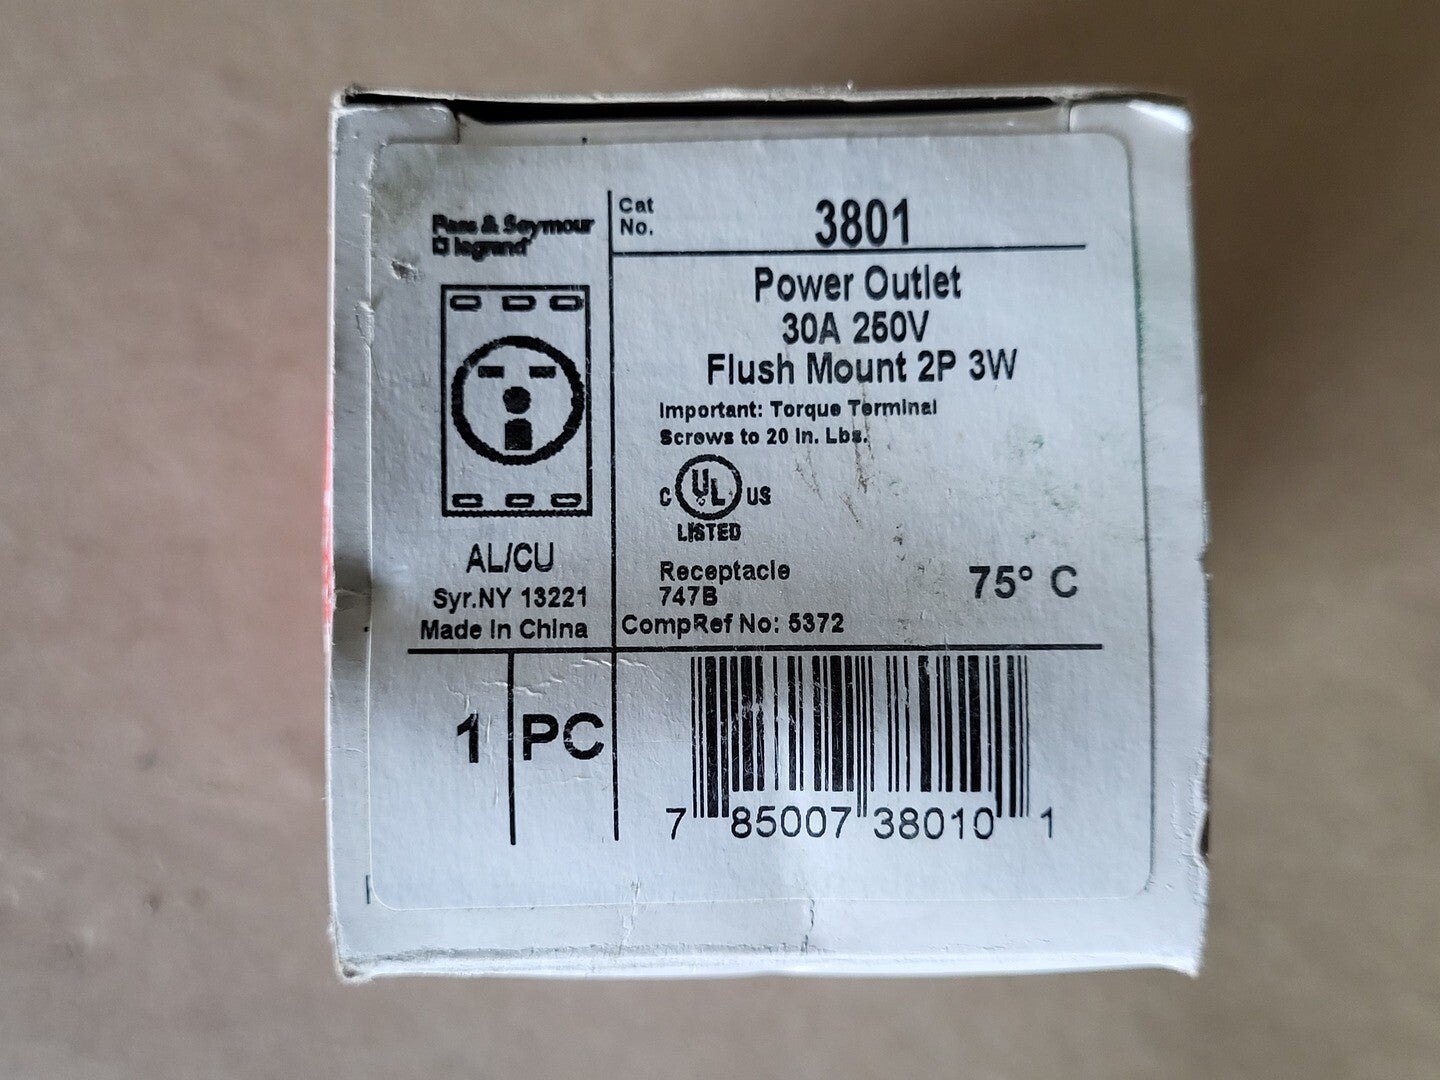 Pass & Seymour
legrand
Cat
No.
3801
Power Outlet
30A 250V
Flush Mount 2P 3W
Important: Torque Terminal
Screws to 20 In. Lbs.
C UL US
LISTED
AL/CU
Syr.NY 13221
Made In China
Receptacle
747B
75° C
CompRef No: 5372
1 PC
7 85007 38010 1